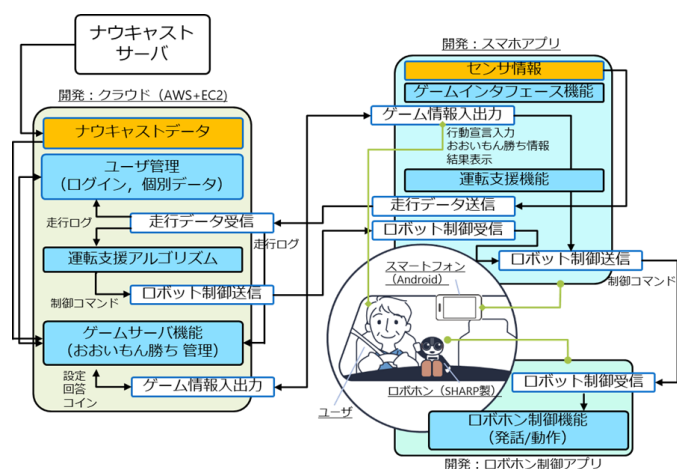 ナウキャスト
サーバ
開発：クラウド（AWS+EC2)
ナウキャストデータ
ユーザ管理
（ログイン，個別データ）
走行ログ
走行データ受信
走行ログ
運転支援アルゴリズム
制御コマンド
ロボット制御送信
ゲームサーバ機能
（おおいもん勝ち 管理）
設定
回答
コイン
ゲーム情報入出力
開発：スマホアプリ
センサ情報
ゲームインタフェース機能
ゲーム情報入出力
行動宣言入力
おおいもん勝ち情報
結果表示
運転支援機能
走行データ送信
ロボット制御受信
ロボット制御送信
制御コマンド
スマートフォン
（Android）
ロボホン（SHARP製）
ユーザ
ロボット制御受信
ロボホン制御機能
（発話/動作）
開発：ロボホン制御アプリ